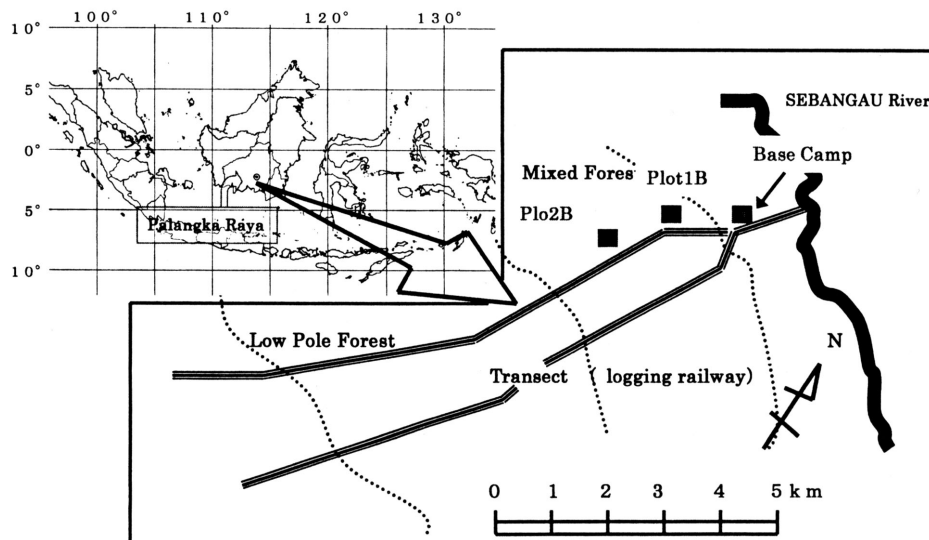 100° 110° 120° 130°
10°
5°
0°
5°
10°
Palangka Raya
SEBANGAU River
Base Camp
Mixed Fores
Plot1B
Plo2B
Low Pole Forest
Transect ( logging railway)
N
0 1 2 3 4 5 km